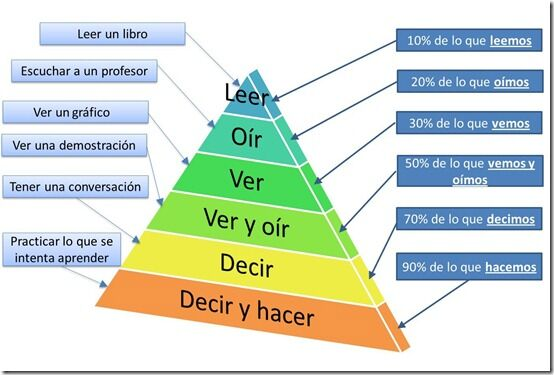 Leer un libro
Escuchar a un profesor
Ver un gráfico
Ver una demostración
Tener una conversación
Practicar lo que se
intenta aprender
Leer
Oír
Ver
Ver y oír
Decir
Decir y hacer
10% de lo que leemos
20% de lo que oímos
30% de lo que vemos
50% de lo que vemos y
oímos
70% de lo que decimos
90% de lo que hacemos